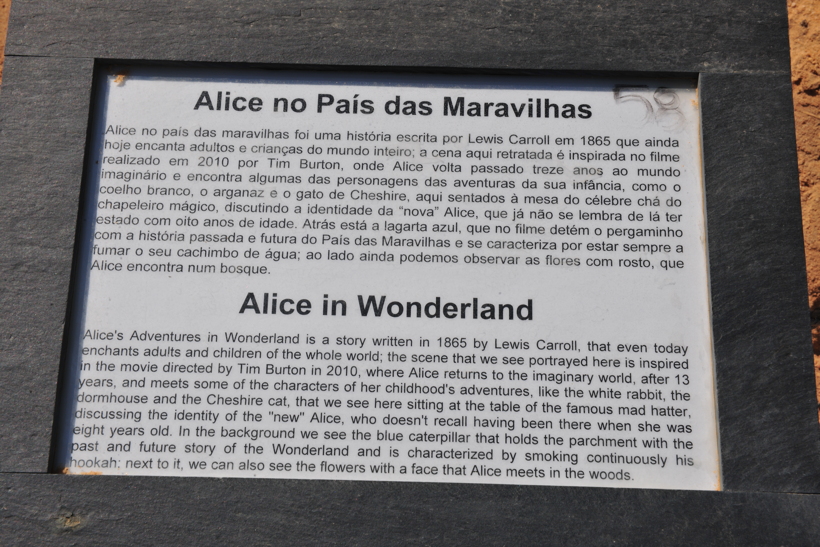 Alice no País das Maravilhas
58
Alice no país das maravilhas foi uma história escrita por Lewis Carroll em 1865 que ainda
hoje encanta adultos e crianças do mundo inteiro; a cena aqui retratada é inspirada no filme
realizado em 2010 por Tim Burton, onde Alice volta passado treze anos ao mundo
imaginário e encontra algumas das personagens das aventuras da sua infância, como o
coelho branco, o arganaz e o gato de Cheshire, aqui sentados à mesa do célebre chá do
chapeleiro mágico, discutindo a identidade da “nova” Alice, que já não se lembra de lá ter
estado com oito anos de idade. Atrás está a lagarta azul, que no filme detém o pergaminho
com a história passada e futura do País das Maravilhas e se caracteriza por estar sempre a
fumar o seu cachimbo de água; ao lado ainda podemos observar as flores com rosto, que
Alice encontra num bosque.
Alice in Wonderland
Alice's Adventures in Wonderland is a story written in 1865 by Lewis Carroll, that even today
enchants adults and children of the whole world; the scene that we see portrayed here is inspired
in the movie directed by Tim Burton in 2010, where Alice returns to the imaginary world, after 13
years, and meets some of the characters of her childhood's adventures, like the white rabbit, the
dormhouse and the Cheshire cat, that we see here sitting at the table of the famous mad hatter,
discussing the identity of the "new" Alice, who doesn't recall having been there when she was
eight years old. In the background we see the blue caterpillar that holds the parchment with the
past and future story of the Wonderland and is characterized by smoking continuously his
hookah; next to it, we can also see the flowers with a face that Alice meets in the woods.